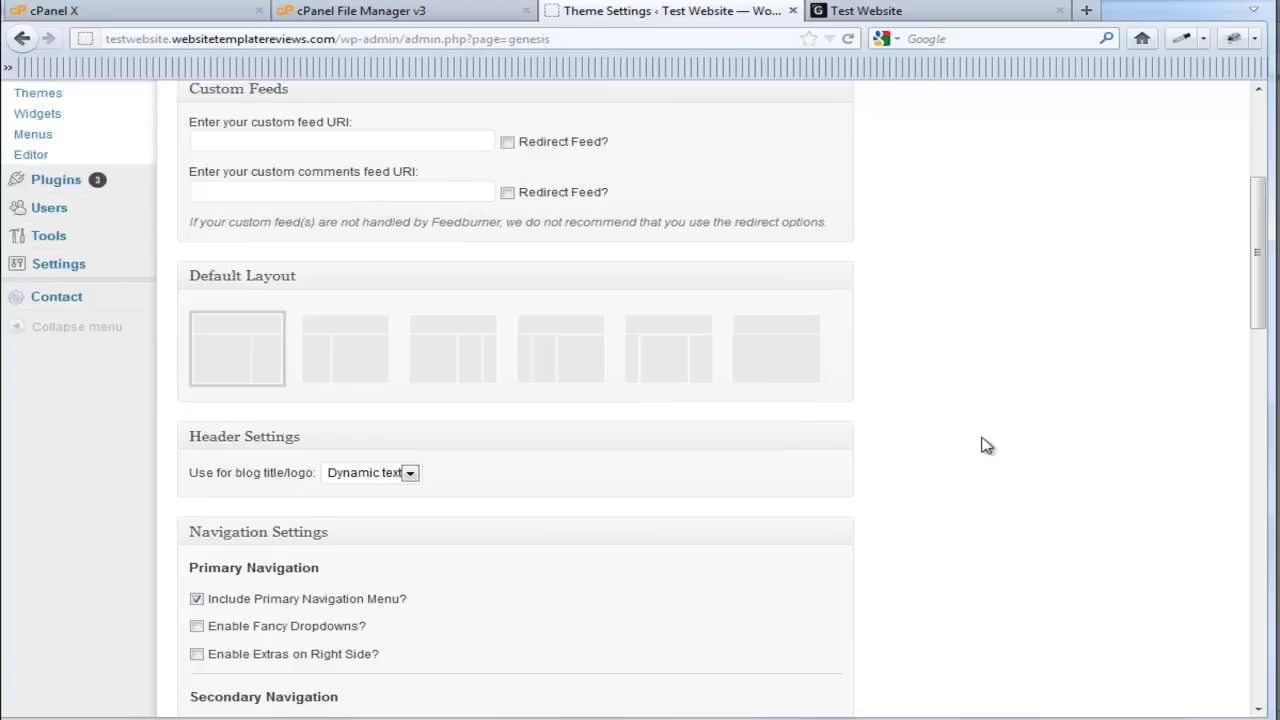 cPanel X
cPanel File Manager v3
Theme Settings ‹ Test Website — Wo...
Test Website
testwebsite.websitetemplatereviews.com/wp-admin/admin.php?page=genesis
Google
Themes
Widgets
Menus
Editor
Plugins 3
Users
Tools
Settings
Contact
Collapse menu
Custom Feeds
Enter your custom feed URI:
Redirect Feed?
Enter your custom comments feed URI:
Redirect Feed?
If your custom feed(s) are not handled by Feedburner, we do not recommend that you use the redirect options.
Default Layout
Header Settings
Use for blog title/logo: Dynamic text
Navigation Settings
Primary Navigation
Include Primary Navigation Menu?
Enable Fancy Dropdowns?
Enable Extras on Right Side?
Secondary Navigation